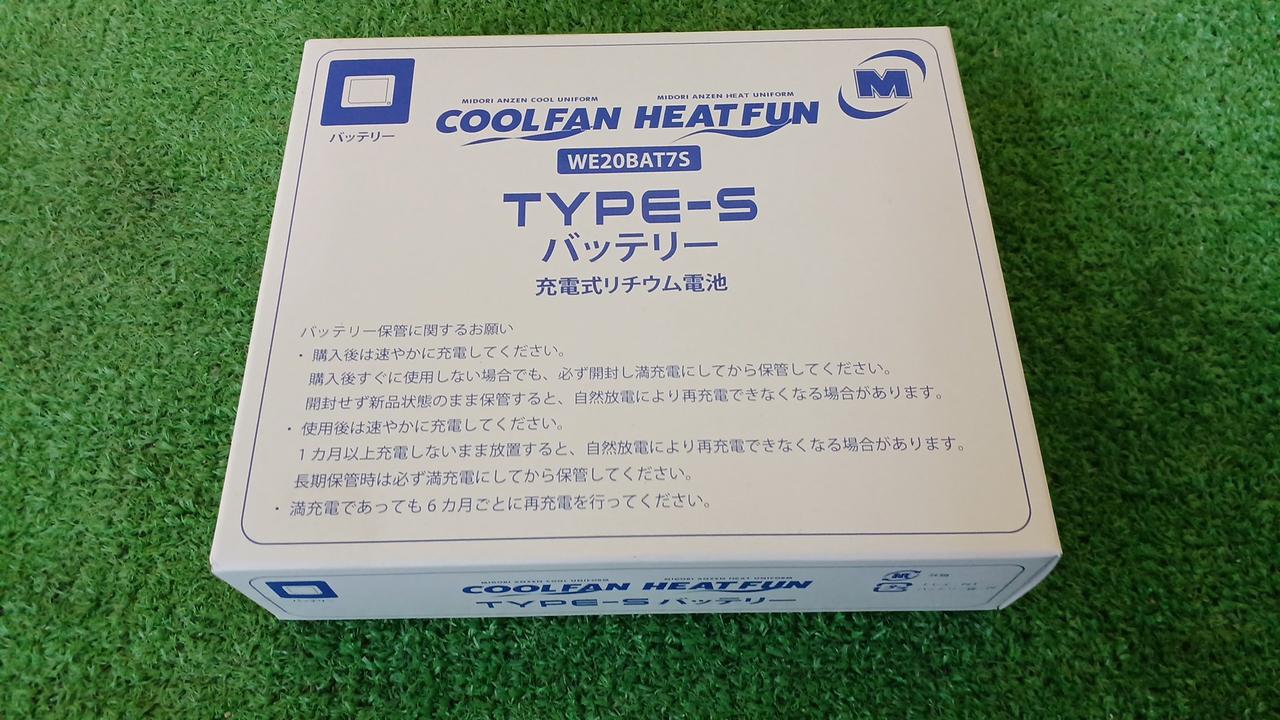 バッテリー
MIDORI ANZEN COOL UNIFORM MIDORI ANZEN HEAT UNIFORM
COOLFAN HEATFUN
M
WE20BAT7S
TYPE-S
バッテリー
充電式リチウム電池
バッテリー保管に関するお願い
・購入後は速やかに充電してください。
購入後すぐに使用しない場合でも、必ず開封し満充電にしてから保管してください。
開封せず新品状態のまま保管すると、自然放電により再充電できなくなる場合があります。
・使用後は速やかに充電してください。
1カ月以上充電しないまま放置すると、自然放電により再充電できなくなる場合があります。
長期保管時は必ず満充電にしてから保管してください。
・満充電であっても6カ月ごとに再充電を行ってください。
バッテリー
MIDORI ANZEN COOL UNIFORM MIDORI ANZEN HEAT UNIFORM
COOLFAN HEATFUN
TYPE-S バッテリー
M